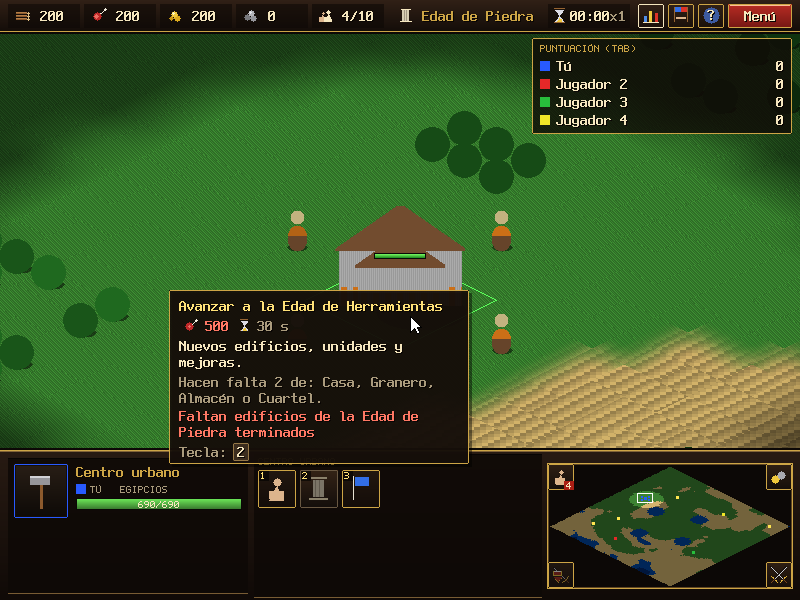 200 200 200 0 4/10 Edad de Piedra 00:00x1 ? Menú
PUNTUACIÓN (TAB)
Tú 0
Jugador 2 0
Jugador 3 0
Jugador 4 0
Avanzar a la Edad de Herramientas
500 30 s
Nuevos edificios, unidades y
mejoras.
Hacen falta 2 de: Casa, Granero,
Almacén o Cuartel.
Faltan edificios de la Edad de
Piedra terminados
Tecla: Z
Centro urbano
TÚ EGIPCIOS
690/690
1 2 3
4